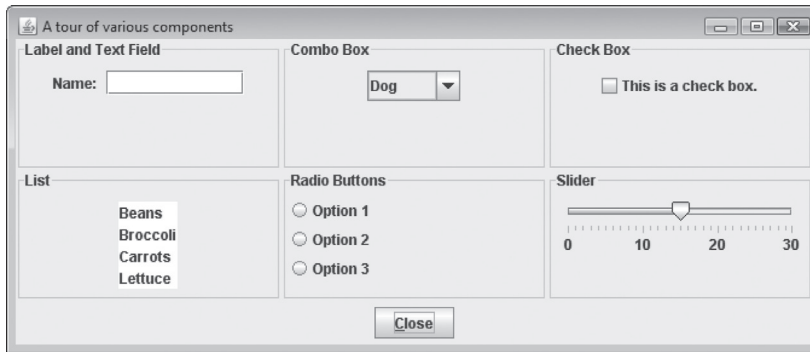 A tour of various components
Label and Text Field
Name:
Combo Box
Dog
Check Box
This is a check box.
List
Beans
Broccoli
Carrots
Lettuce
Radio Buttons
Option 1
Option 2
Option 3
Slider
0 10 20 30
Close